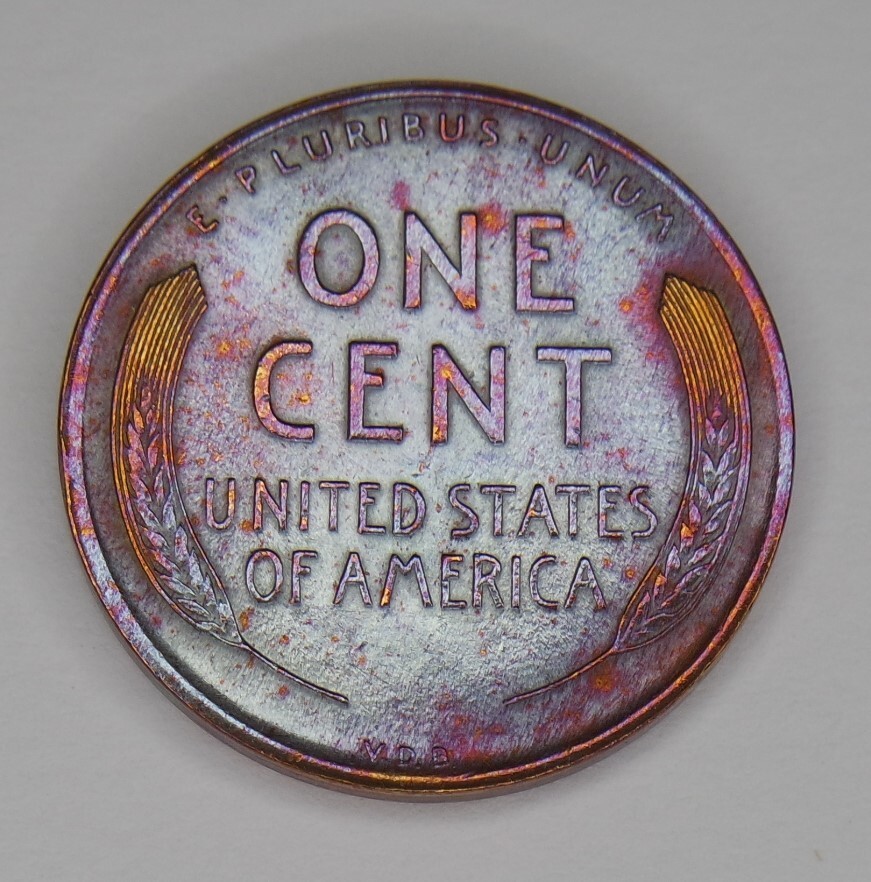 E·PLURIBUS·UNUM
ONE
CENT
UNITED STATES
OF AMERICA
V.D.B.